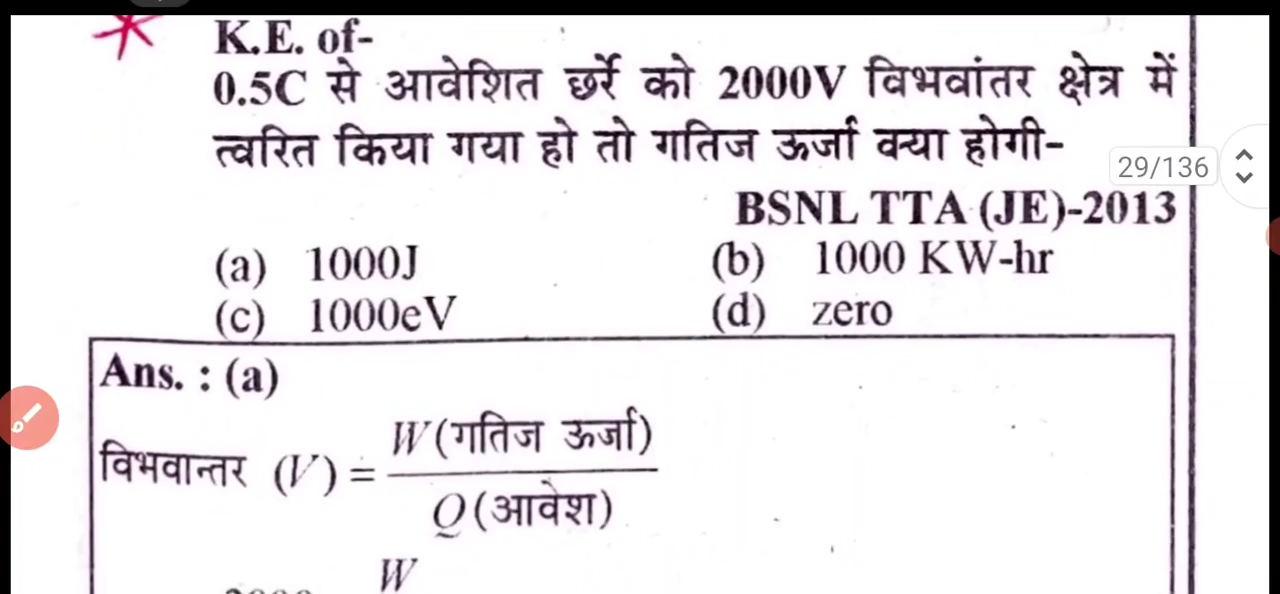 K.E. of-
0.5C से आवेशित छर्रे को 2000V विभवांतर क्षेत्र में
त्वरित किया गया हो तो गतिज ऊर्जा क्या होगी-
29/136
BSNL TTA (JE)-2013
(a) 1000J (b) 1000 KW-hr
(c) 1000eV (d) zero
Ans. : (a)
विभवान्तर (V) = W(गतिज ऊर्जा)
Q(आवेश)
W